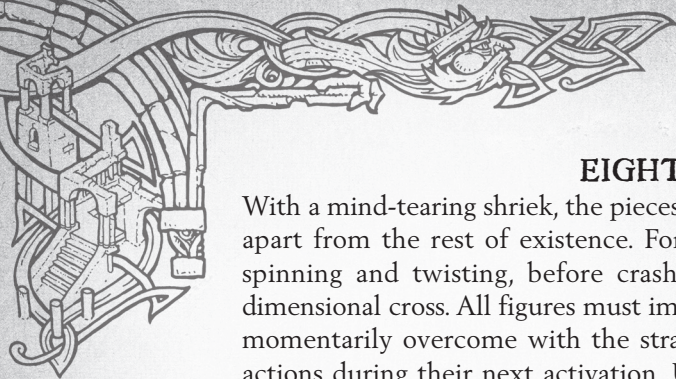 EIGHT
With a mind-tearing shriek, the pieces
apart from the rest of existence. For
spinning and twisting, before crash
dimensional cross. All figures must im
momentarily overcome with the stra
actions during their next activation.